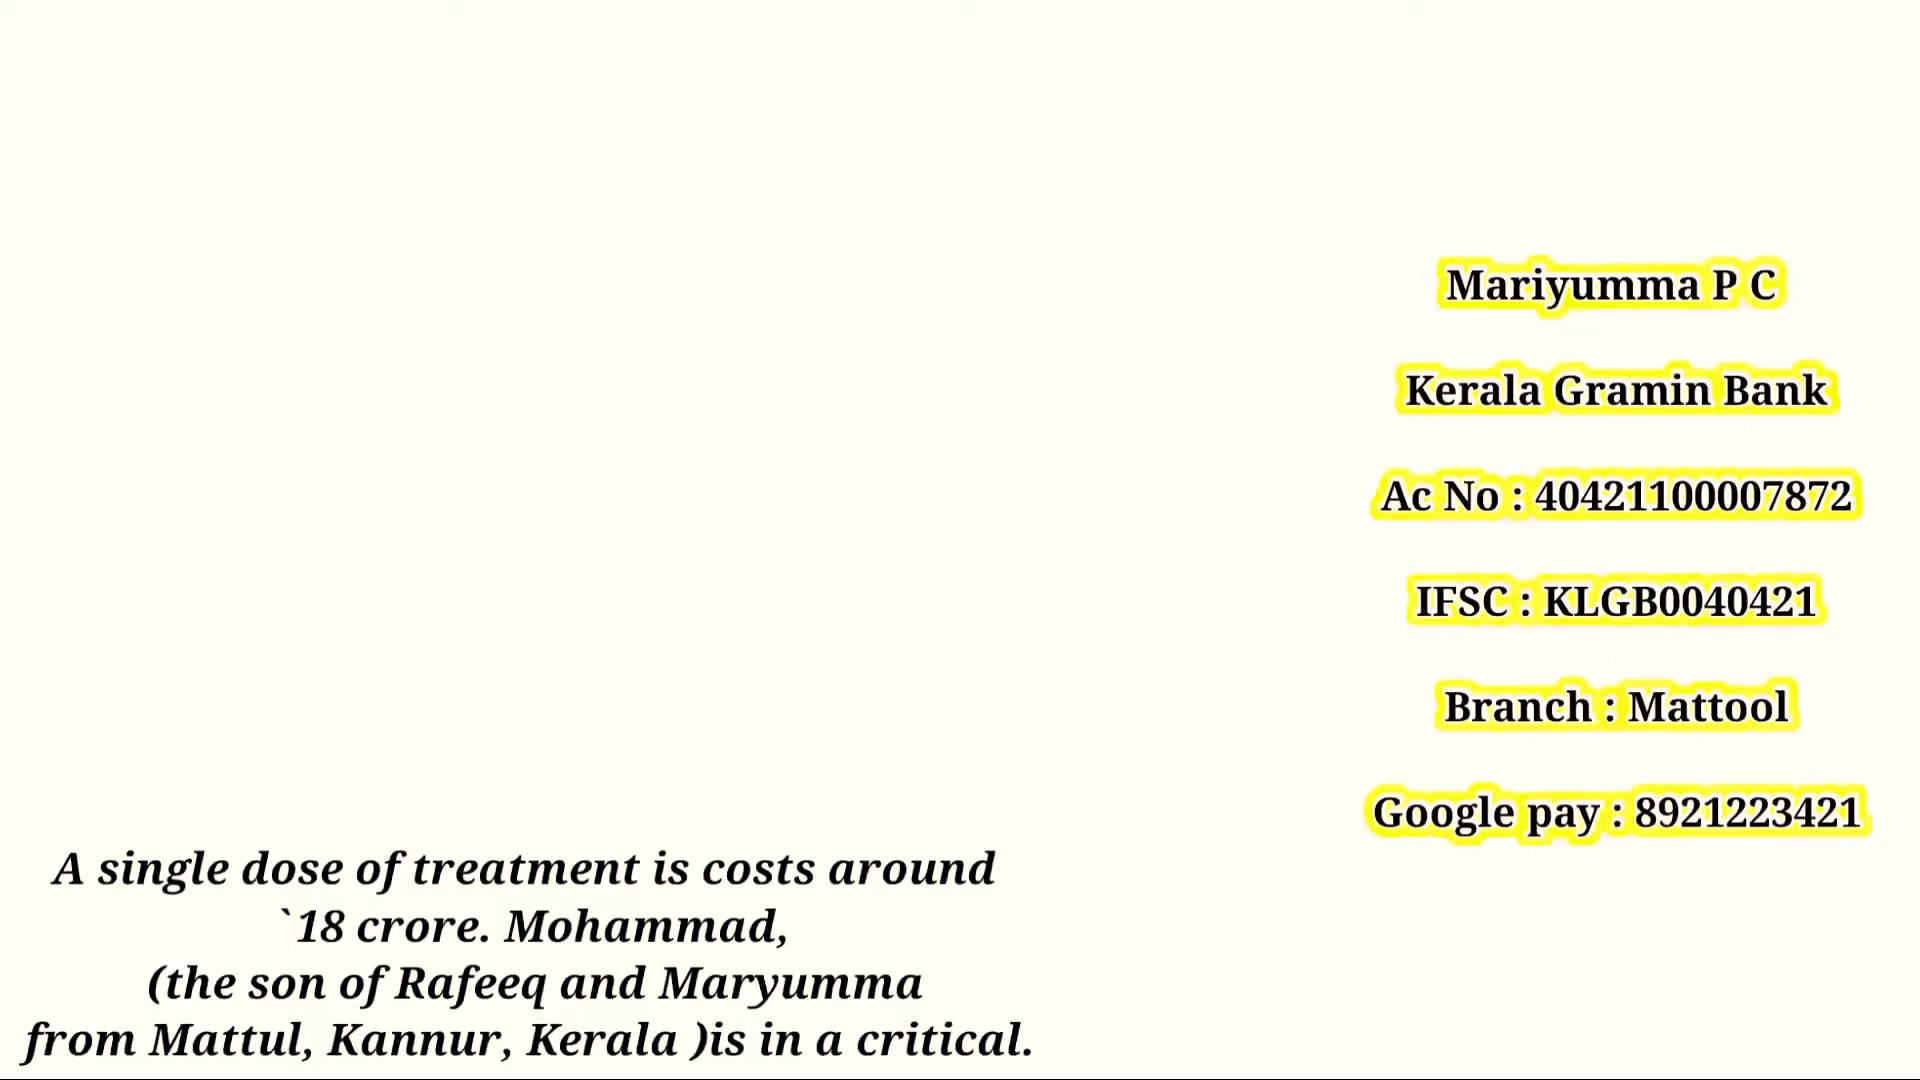 Mariyumma P C
Kerala Gramin Bank
Ac No : 40421100007872
IFSC : KLGB0040421
Branch : Mattool
Google pay : 8921223421
A single dose of treatment is costs around
`18 crore. Mohammad,
(the son of Rafeeq and Maryumma
from Mattul, Kannur, Kerala )is in a critical.